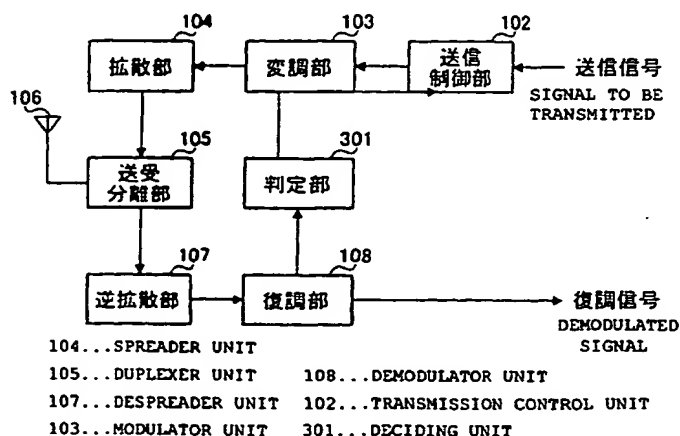 104
103
102
拡散部
変調部
送信
制御部
送信信号
SIGNAL TO BE
TRANSMITTED
106
105
301
送受
分離部
判定部
107
108
逆拡散部
復調部
復調信号
DEMODULATED
SIGNAL
104...SPREADER UNIT
105...DUPLEXER UNIT
108...DEMODULATOR UNIT
107...DESPREADER UNIT
102...TRANSMISSION CONTROL UNIT
103...MODULATOR UNIT
301...DECIDING UNIT